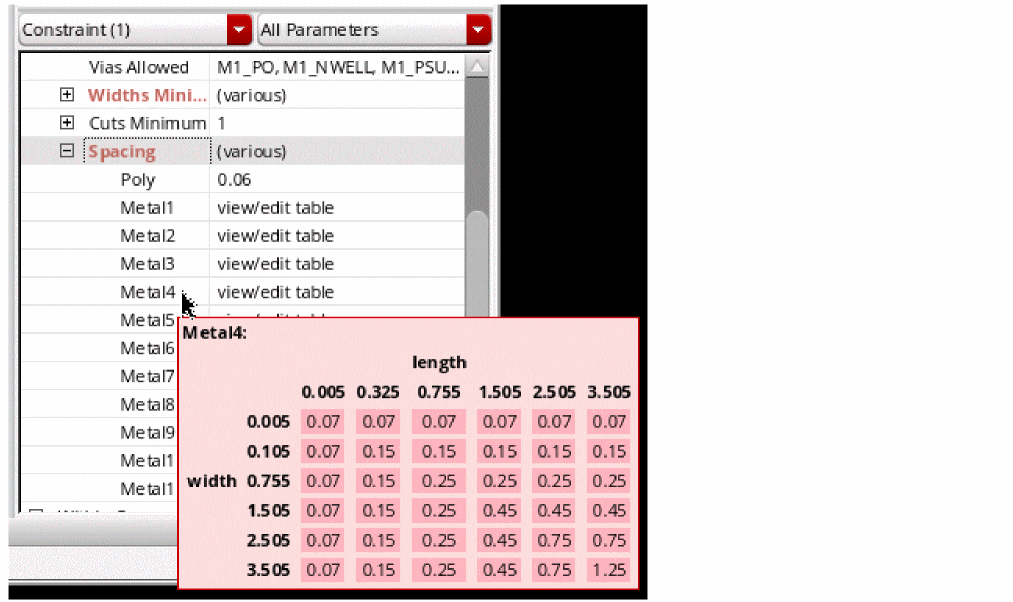 Constraint (1) All Parameters
Vias Allowed M1_PO, M1_NWELL, M1_PSU...
Widths Mini... (various)
Cuts Minimum 1
Spacing (various)
Poly 0.06
Metal1 view/edit table
Metal2 view/edit table
Metal3 view/edit table
Metal4 view/edit table
Metal5
Metal6
Metal7
Metal8
Metal9
Metal1
Metal1
Metal4:
length
0.005 0.325 0.755 1.505 2.505 3.505
0.005 0.07 0.07 0.07 0.07 0.07 0.07
0.105 0.07 0.15 0.15 0.15 0.15 0.15
width 0.755 0.07 0.15 0.25 0.25 0.25 0.25
1.505 0.07 0.15 0.25 0.45 0.45 0.45
2.505 0.07 0.15 0.25 0.45 0.75 0.75
3.505 0.07 0.15 0.25 0.45 0.75 1.25